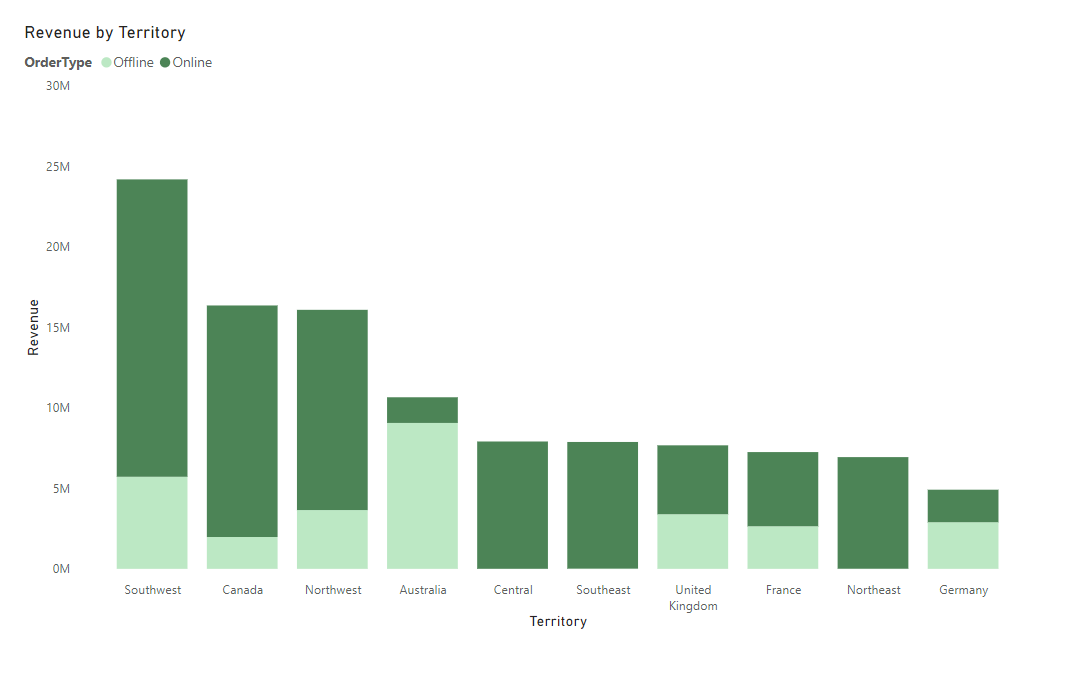 Revenue by Territory
OrderType Offline Online
30M
25M
20M
15M
10M
5M
0M
Revenue
Southwest Canada Northwest Australia Central Southeast United Kingdom France Northeast Germany
Territory